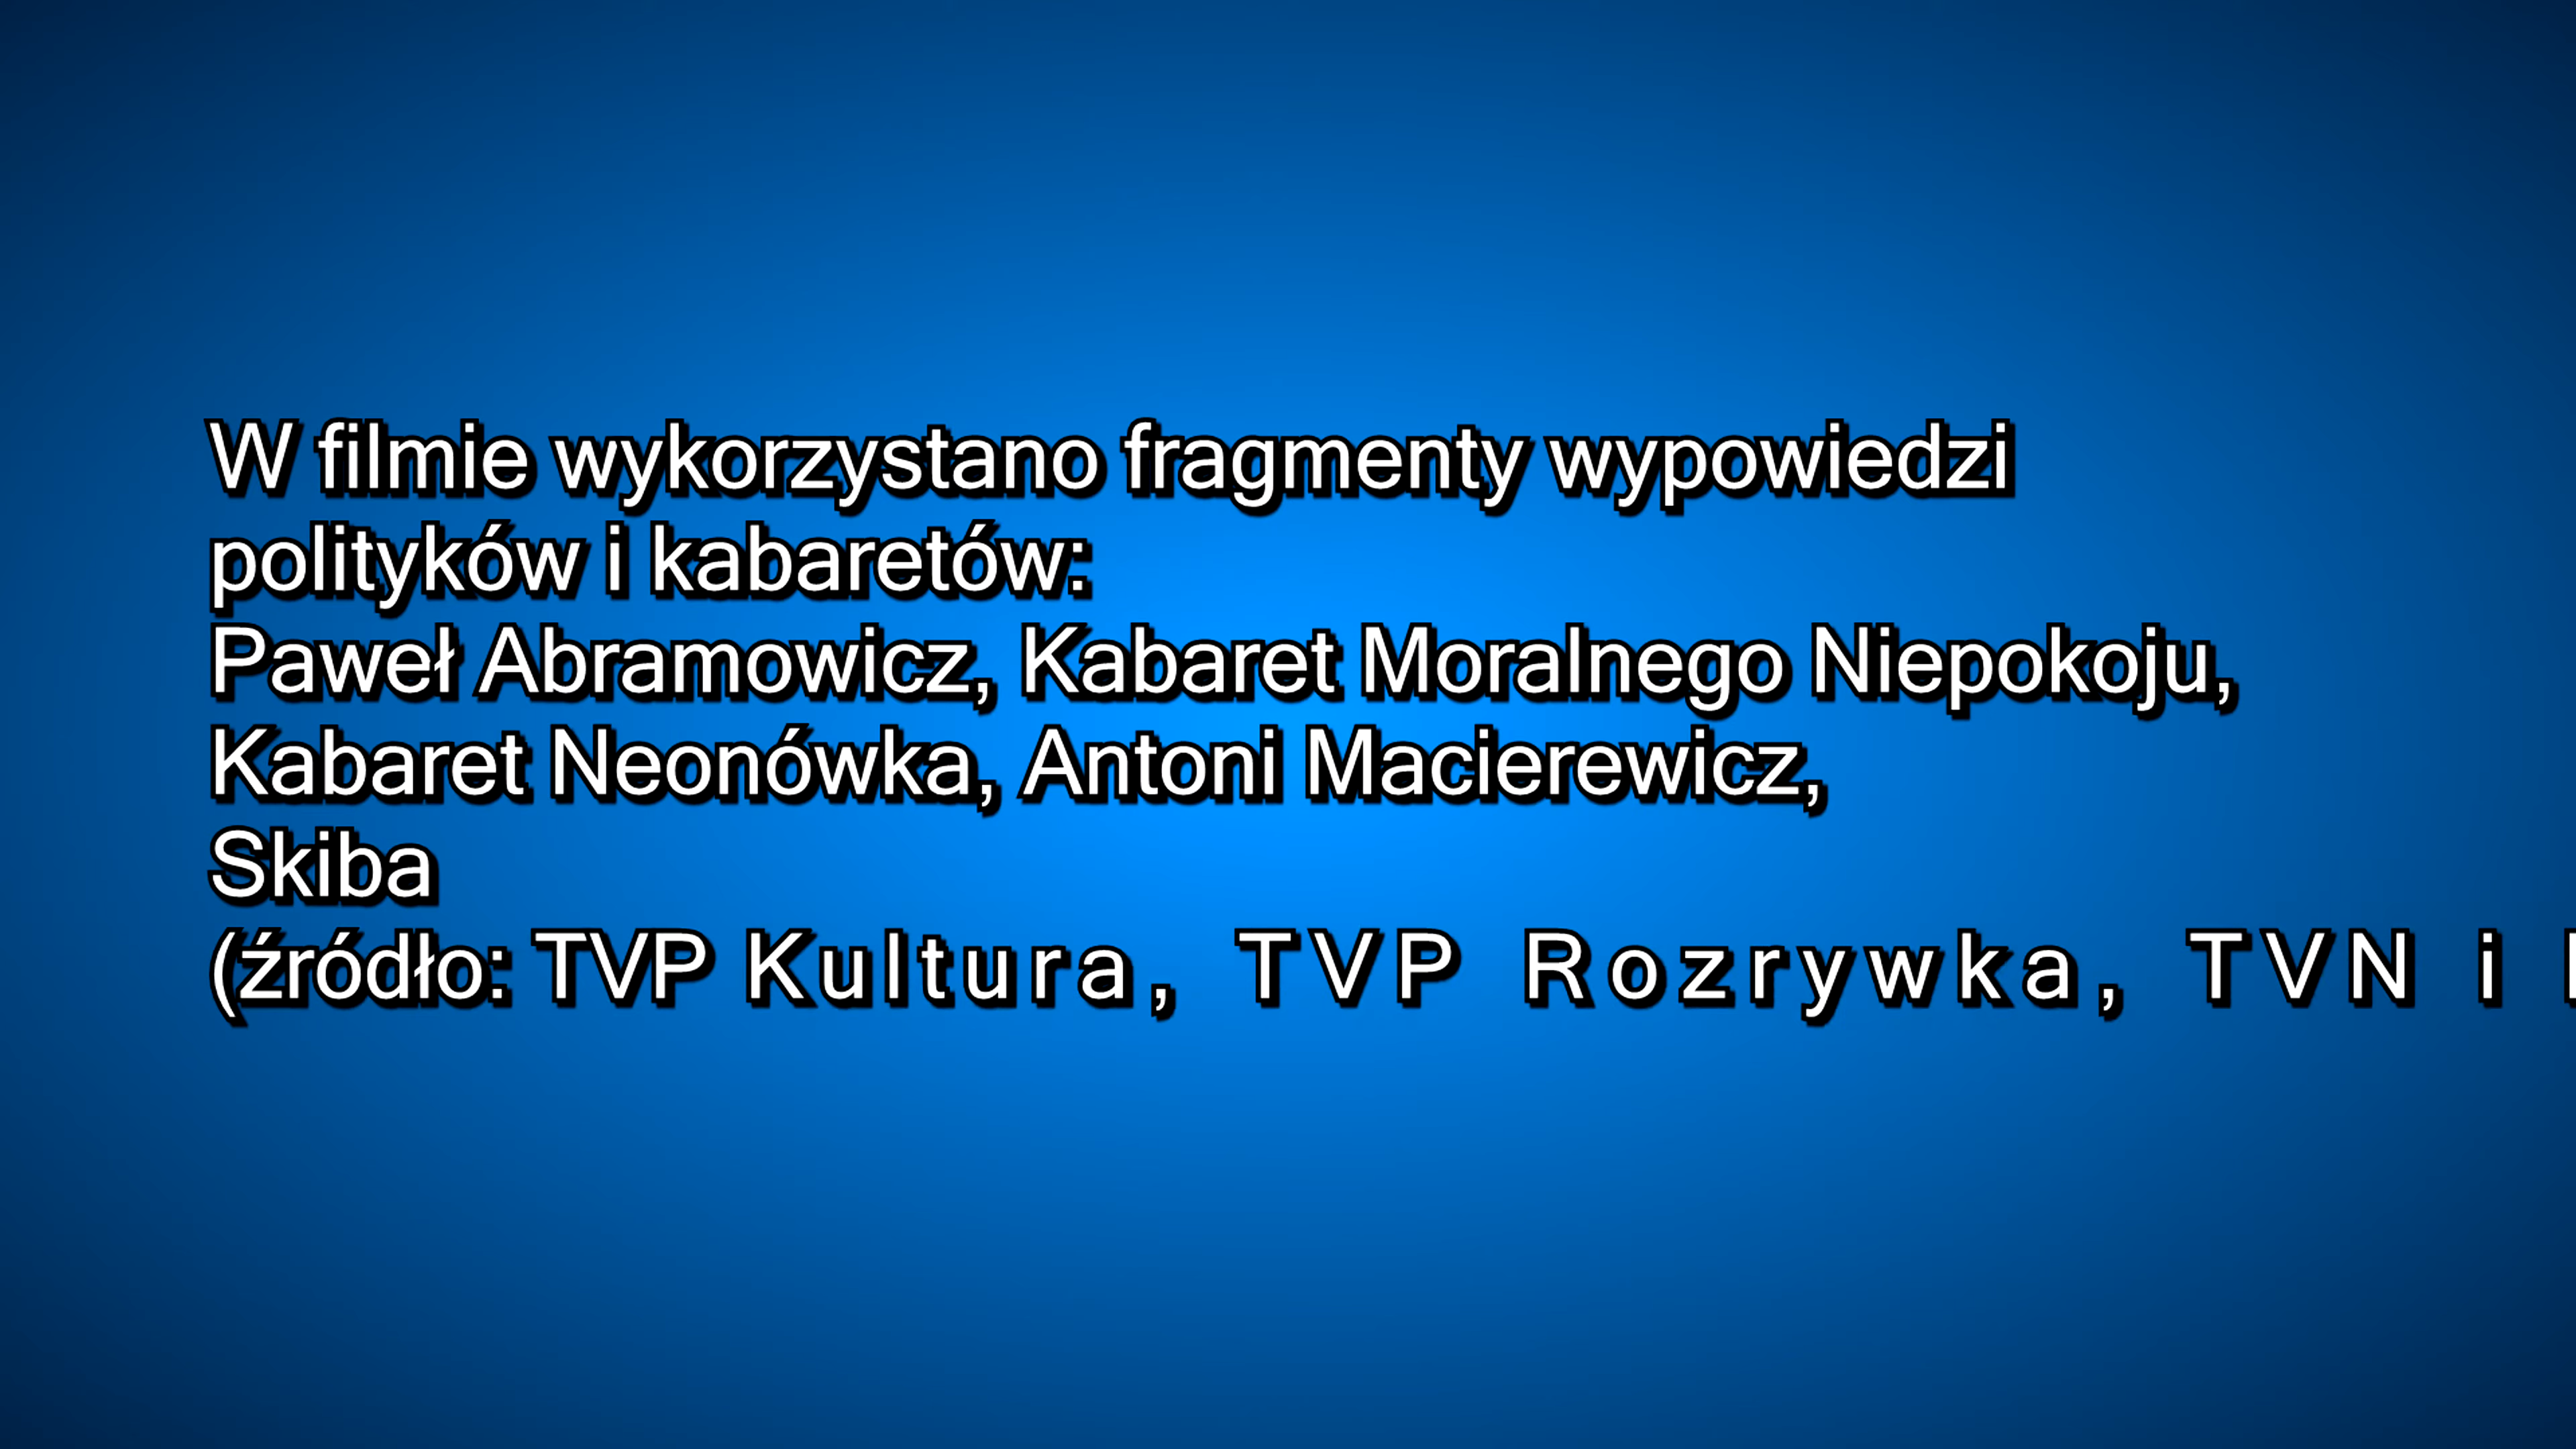 W filmie wykorzystano fragmenty wypowiedzi
polityków i kabaretów:
Paweł Abramowicz, Kabaret Moralnego Niepokoju,
Kabaret Neonówka, Antoni Macierewicz,
Skiba
(źródło: TVP Kultura, TVP Rozrywka, TVN i